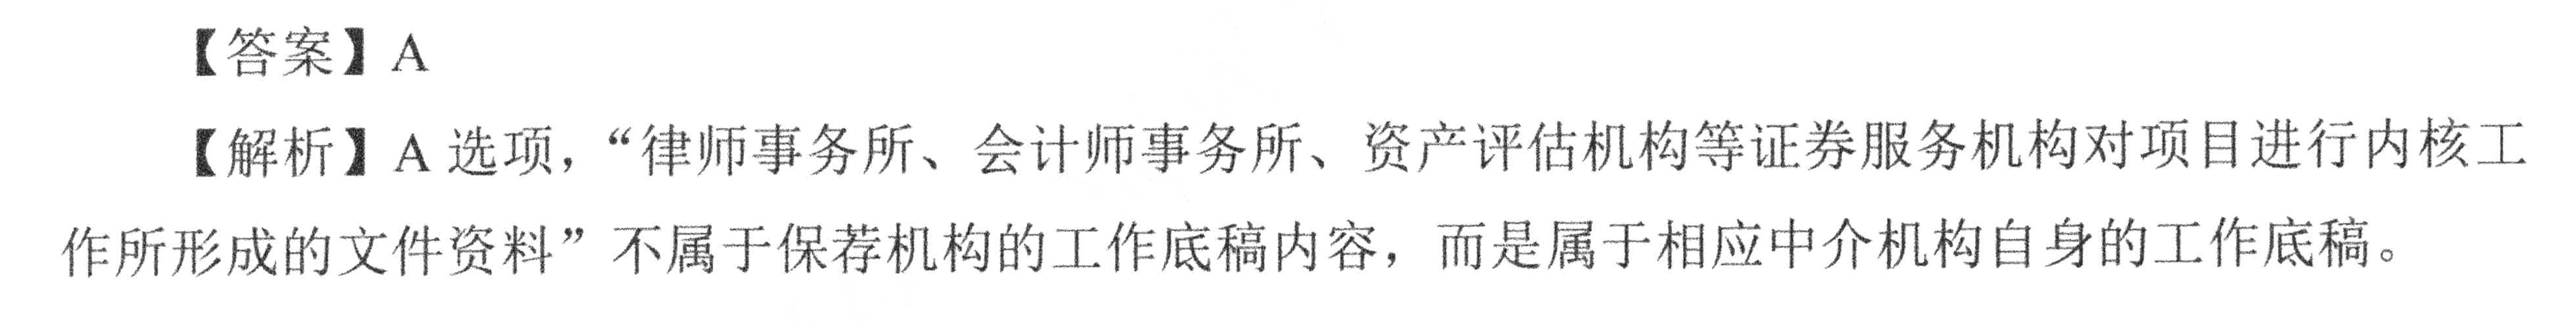 【答案】A
【解析】A 选项，“律师事务所、会计师事务所、资产评估机构等证券服务机构对项目进行内核工
作所形成的文件资料”不属于保荐机构的工作底稿内容，而是属于相应中介机构自身的工作底稿。